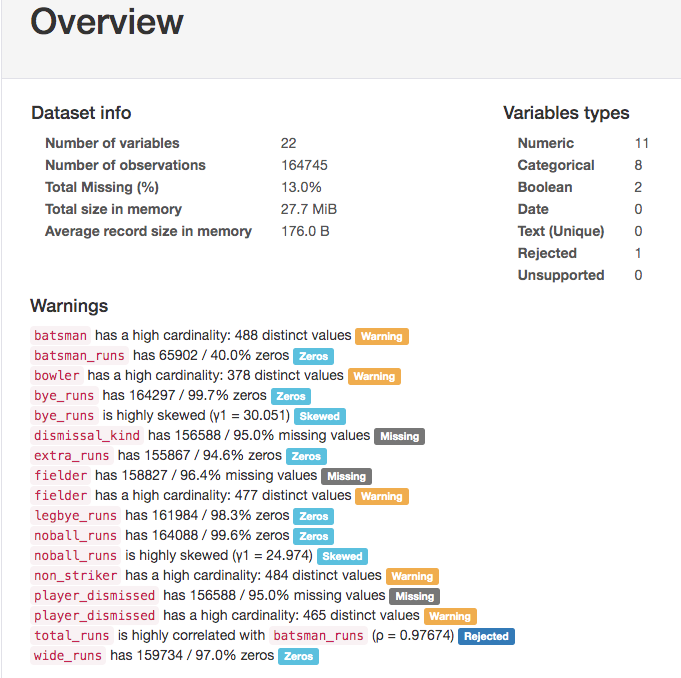 Overview
Dataset info
Number of variables 22
Number of observations 164745
Total Missing (%) 13.0%
Total size in memory 27.7 MiB
Average record size in memory 176.0 B
Variables types
Numeric 11
Categorical 8
Boolean 2
Date 0
Text (Unique) 0
Rejected 1
Unsupported 0
Warnings
batsman has a high cardinality: 488 distinct values Warning
batsman_runs has 65902 / 40.0% zeros Zeros
bowler has a high cardinality: 378 distinct values Warning
bye_runs has 164297 / 99.7% zeros Zeros
bye_runs is highly skewed (γ1 = 30.051) Skewed
dismissal_kind has 156588 / 95.0% missing values Missing
extra_runs has 155867 / 94.6% zeros Zeros
fielder has 158827 / 96.4% missing values Missing
fielder has a high cardinality: 477 distinct values Warning
legbye_runs has 161984 / 98.3% zeros Zeros
noball_runs has 164088 / 99.6% zeros Zeros
noball_runs is highly skewed (γ1 = 24.974) Skewed
non_striker has a high cardinality: 484 distinct values Warning
player_dismissed has 156588 / 95.0% missing values Missing
player_dismissed has a high cardinality: 465 distinct values Warning
total_runs is highly correlated with batsman_runs (ρ = 0.97674) Rejected
wide_runs has 159734 / 97.0% zeros Zeros